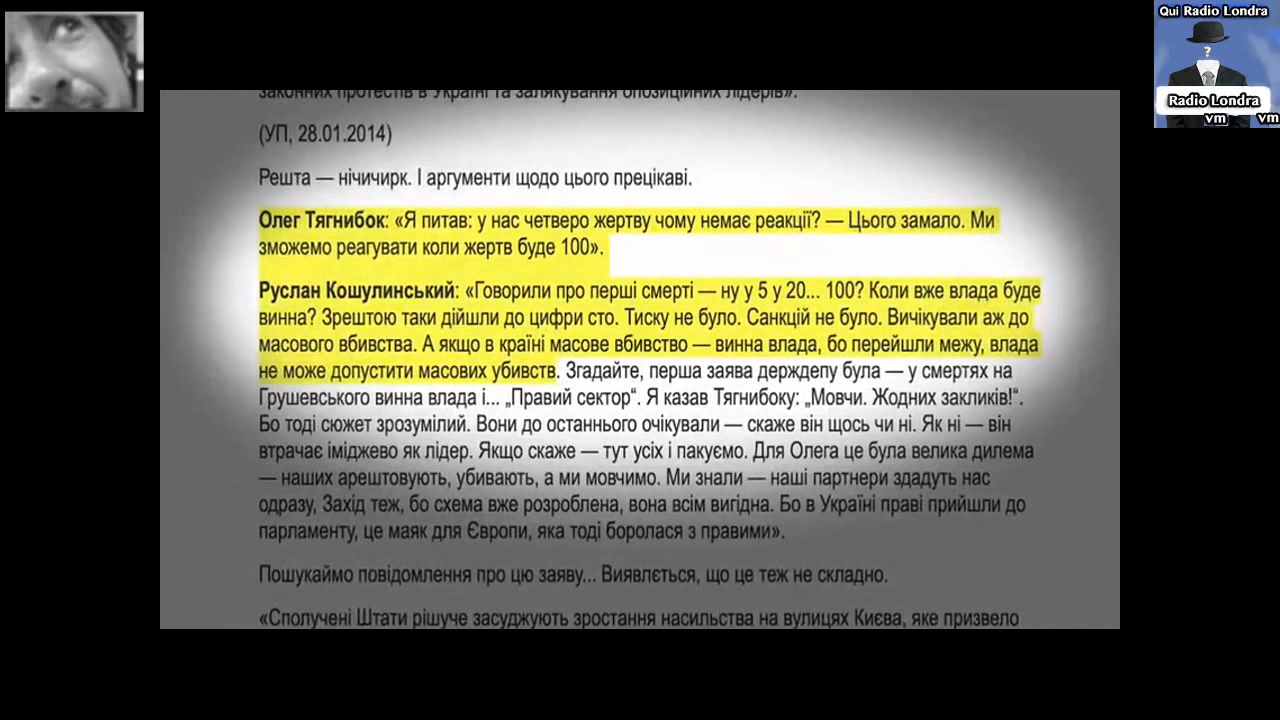 Qui Radio Londra
?
Radio Londra
vm
vm
законних протестів в Україні та залякування опозиційних лідерів».
(УП, 28.01.2014)
Решта — нічичирк. І аргументи щодо цього прецікаві.
Олег Тягнибок: «Я питав: у нас четверо жертву чому немає реакції? — Цього замало. Ми
зможемо реагувати коли жертв буде 100».
Руслан Кошулинський: «Говорили про перші смерті — ну у 5 у 20... 100? Коли вже влада буде
винна? Зрештою таки дійшли до цифри сто. Тиску не було. Санкцій не було. Вичікували аж до
масового вбивства. А якщо в країні масове вбивство — винна влада, бо перейшли межу, влада
не може допустити масових убивств. Згадайте, перша заява держдепу була — у смертях на
Грушевського винна влада і... „Правий сектор“. Я казав Тягнибоку: „Мовчи. Жодних закликів!“.
Бо тоді сюжет зрозумілий. Вони до останнього очікували — скаже він щось чи ні. Як ні — він
втрачає іміджево як лідер. Якщо скаже — тут усіх і пакуємо. Для Олега це була велика дилема
— наших арештовують, убивають, а ми мовчимо. Ми знали — наші партнери здадуть нас
одразу, Захід теж, бо схема вже розроблена, вона всім вигідна. Бо в Україні праві прийшли до
парламенту, це маяк для Європи, яка тоді боролася з правими».
Пошукаймо повідомлення про цю заяву... Виявлється, що це теж не складно.
«Сполучені Штати рішуче засуджують зростання насильства на вулицях Києва, яке призвело